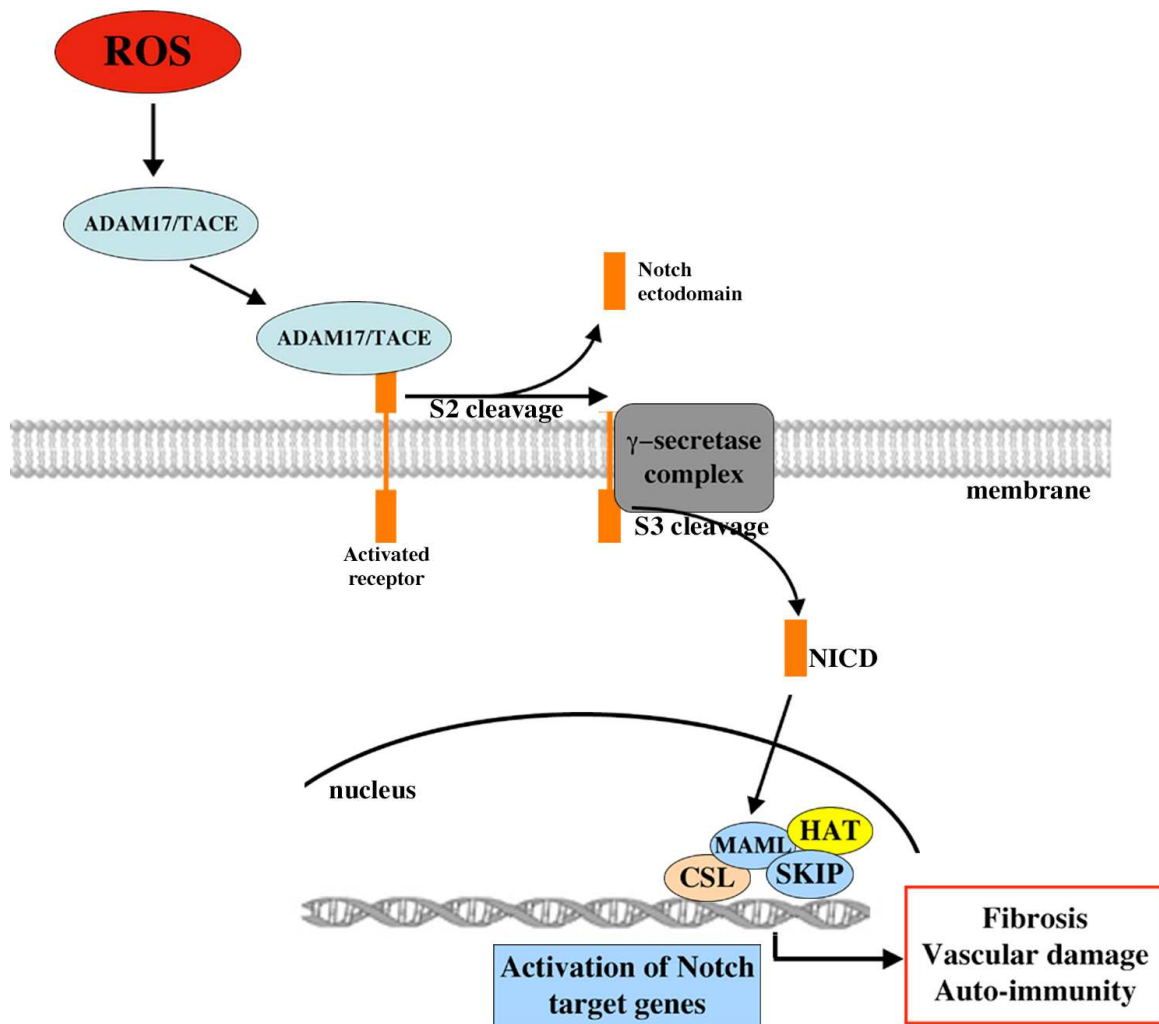 ROS
ADAM17/TACE
Notch
ectodomain
ADAM17/TACE
S2 cleavage
γ–secretase
complex
membrane
S3 cleavage
Activated
receptor
NICD
nucleus
HAT
MAML
CSL
SKIP
Fibrosis
Vascular damage
Auto-immunity
Activation of Notch
target genes